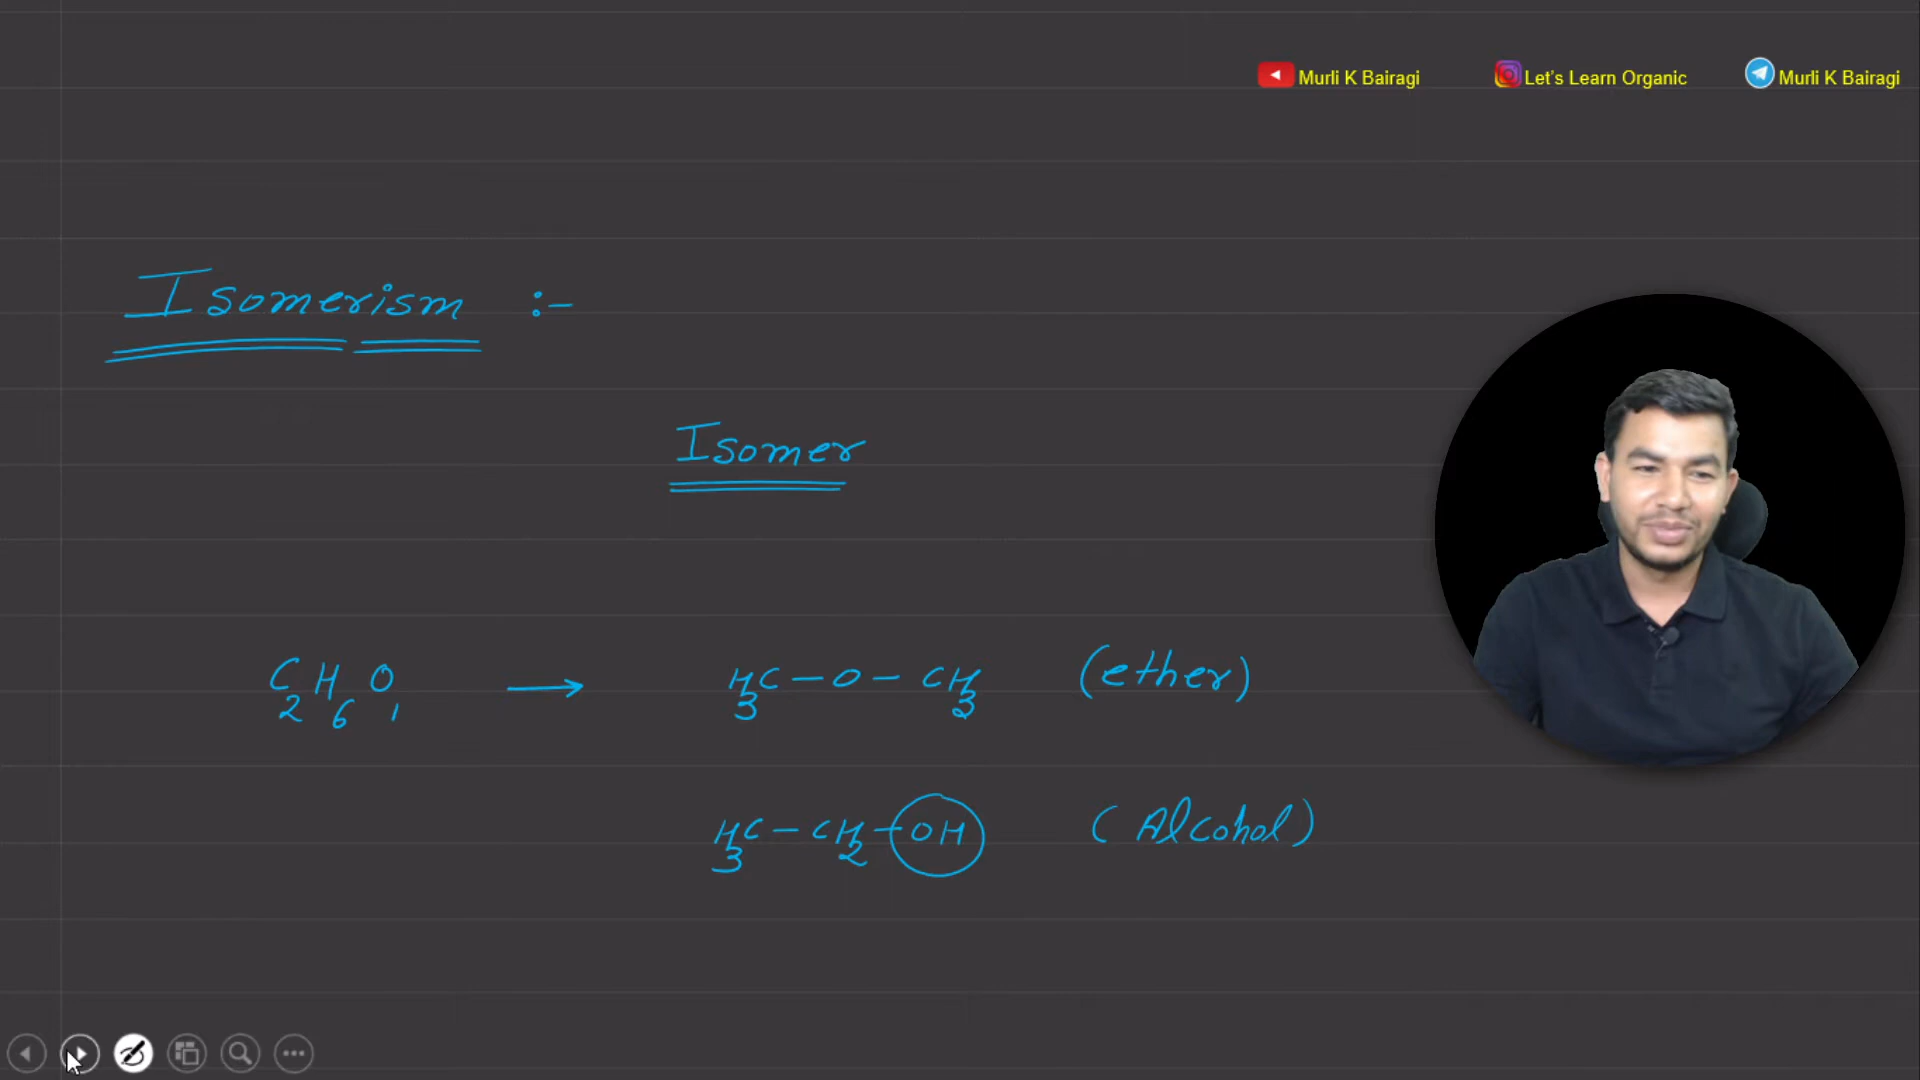 Murli K Bairagi Let's Learn Organic Murli K Bairagi
Isomerism :-
Isomer
C2H6O1 → H3C-O-CH3 (ether)
H3C-CH2-OH (Alcohol)